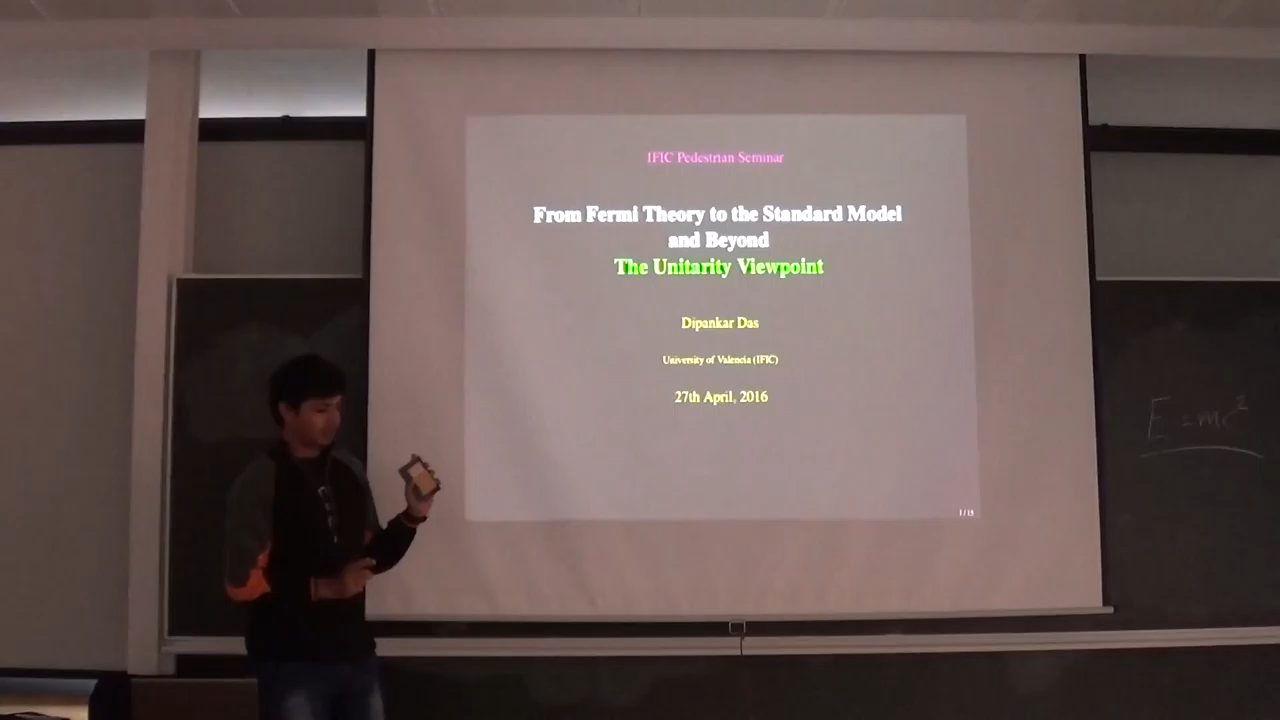 IFIC Pedestrian Seminar
From Fermi Theory to the Standard Model
and Beyond
The Unitarity Viewpoint
Dipankar Das
University of Valencia (IFIC)
27th April, 2016
1/15
E=mc²